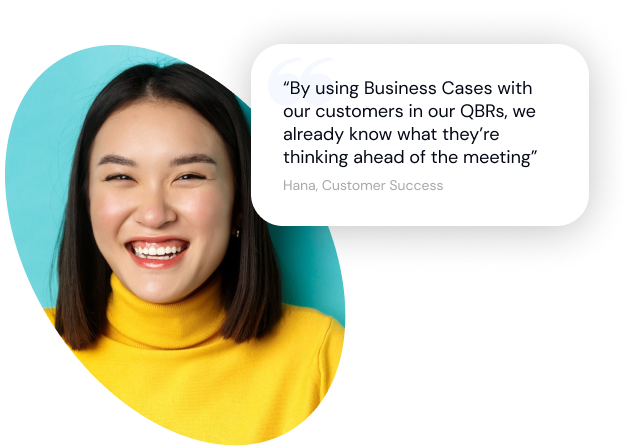 “By using Business Cases with
our customers in our QBRs, we
already know what they’re
thinking ahead of the meeting”
Hana, Customer Success